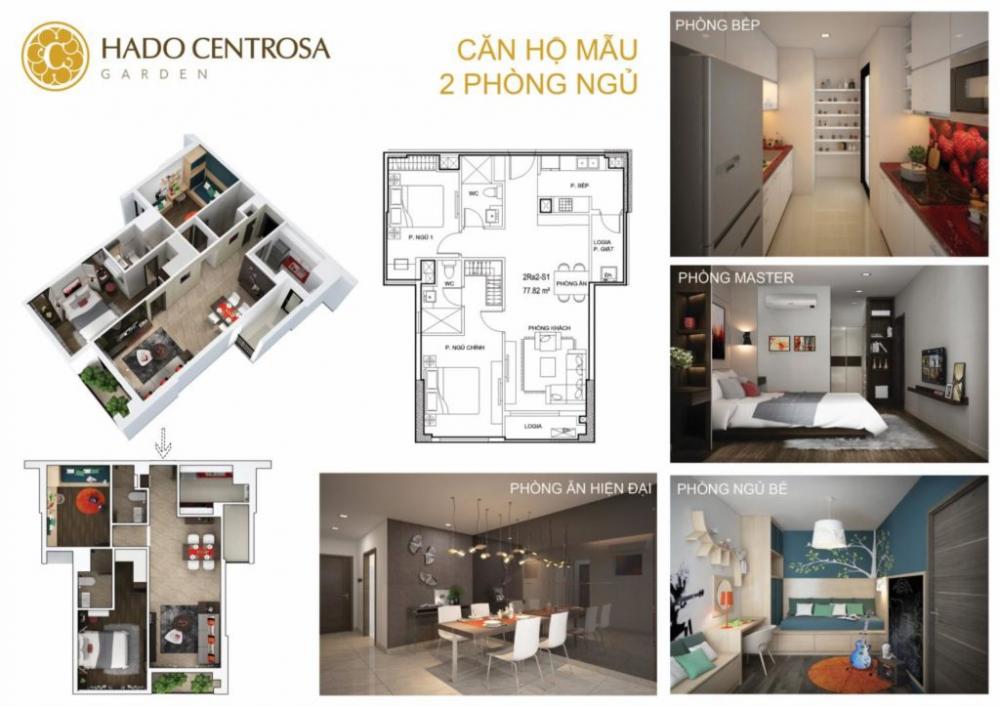 HADO CENTROSA
GARDEN
CĂN HỘ MẪU
2 PHÒNG NGỦ
PHÒNG BẾP
WC
P. BẾP
P. NGỦ 1
LOGIA
P. GIẶT
WC
2Ra2-S1
77.82 m²
PHÒNG ĂN
PHÒNG KHÁCH
P. NGỦ CHÍNH
LOGIA
PHÒNG MASTER
PHÒNG ĂN HIỆN ĐẠI
PHÒNG NGỦ BÉ